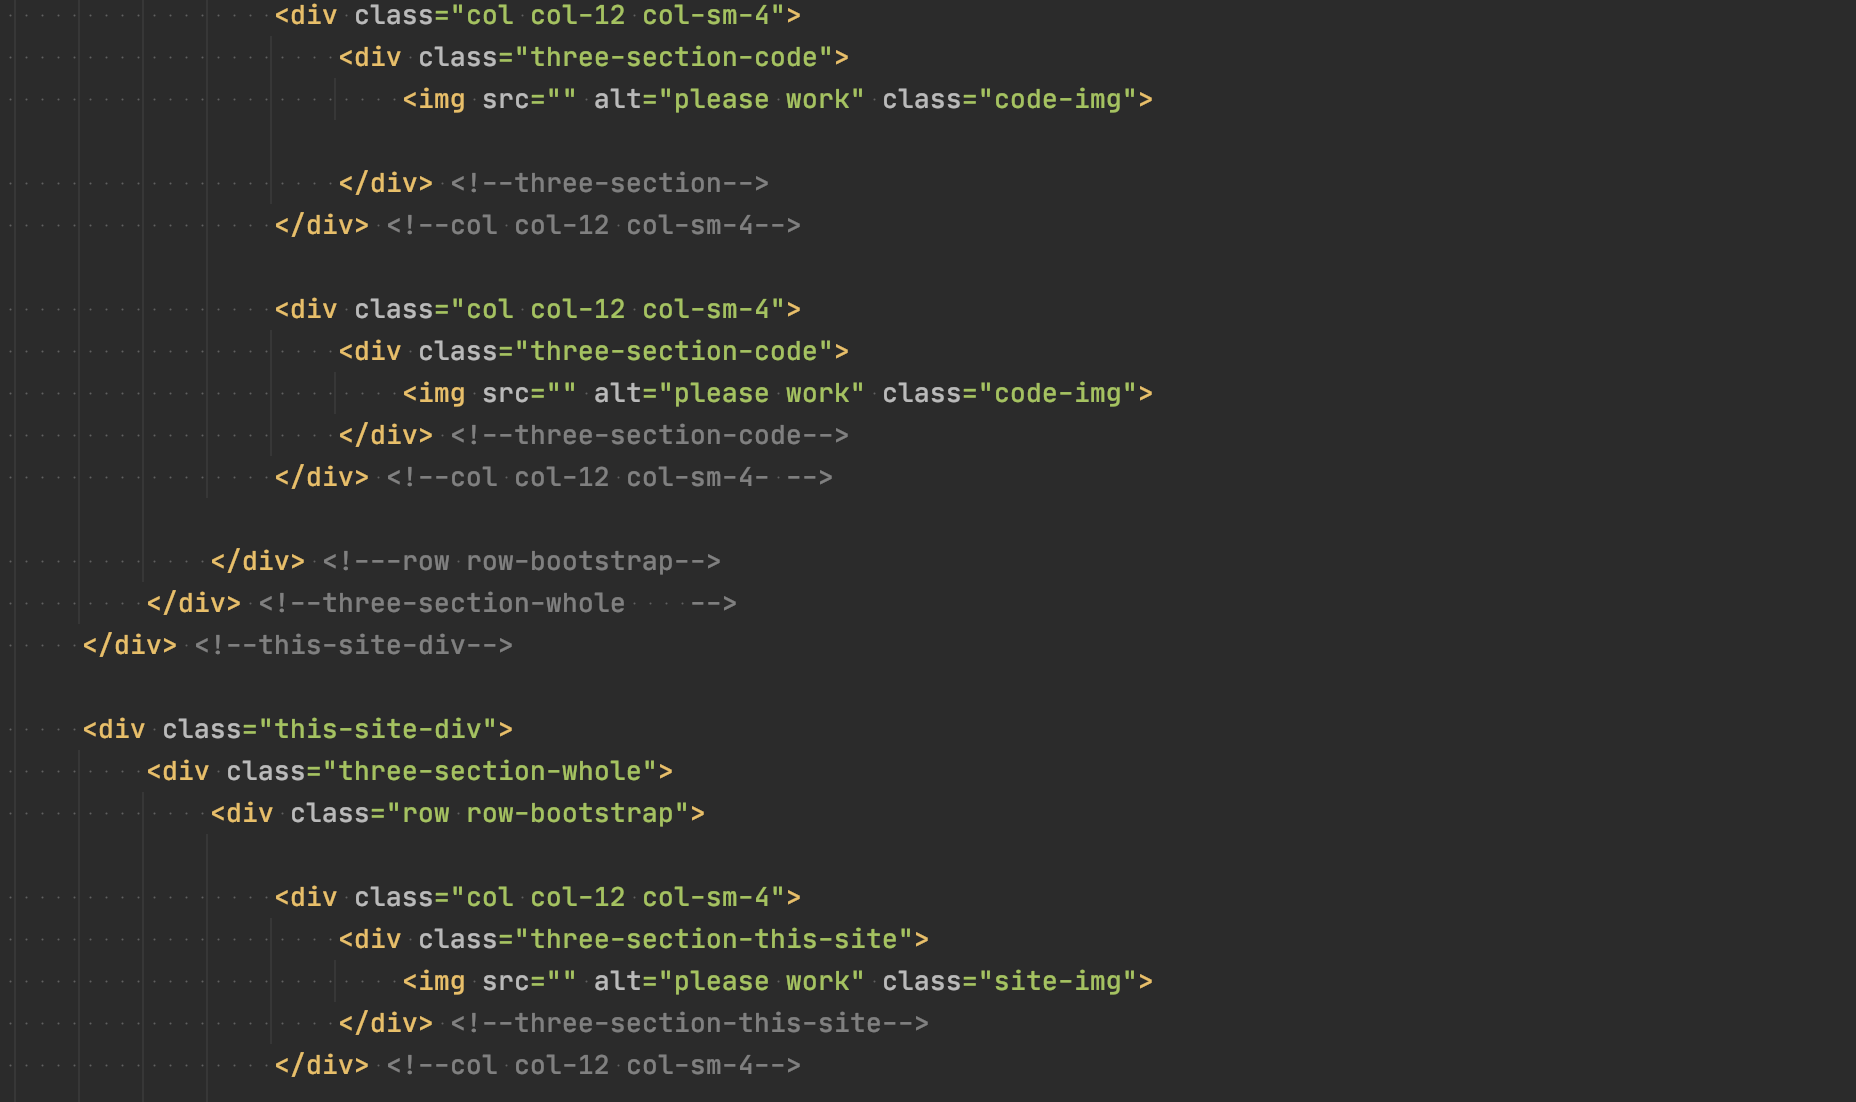 <div class="col col-12 col-sm-4">
<div class="three-section-code">
<img src="" alt="please work" class="code-img">
</div> <!--three-section-->
</div> <!--col col-12 col-sm-4-->
<div class="col col-12 col-sm-4">
<div class="three-section-code">
<img src="" alt="please work" class="code-img">
</div> <!--three-section-code-->
</div> <!--col col-12 col-sm-4- -->
</div> <!---row row-bootstrap-->
</div> <!--three-section-whole    -->
</div> <!--this-site-div-->
<div class="this-site-div">
<div class="three-section-whole">
<div class="row row-bootstrap">
<div class="col col-12 col-sm-4">
<div class="three-section-this-site">
<img src="" alt="please work" class="site-img">
</div> <!--three-section-this-site-->
</div> <!--col col-12 col-sm-4-->